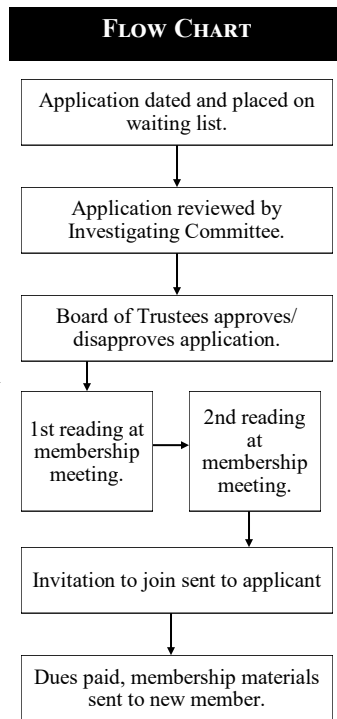 FLOW CHART
Application dated and placed on
waiting list.
Application reviewed by
Investigating Committee.
Board of Trustees approves/
disapproves application.
1st reading at
membership
meeting.
2nd reading
at
membership
meeting.
Invitation to join sent to applicant
Dues paid, membership materials
sent to new member.